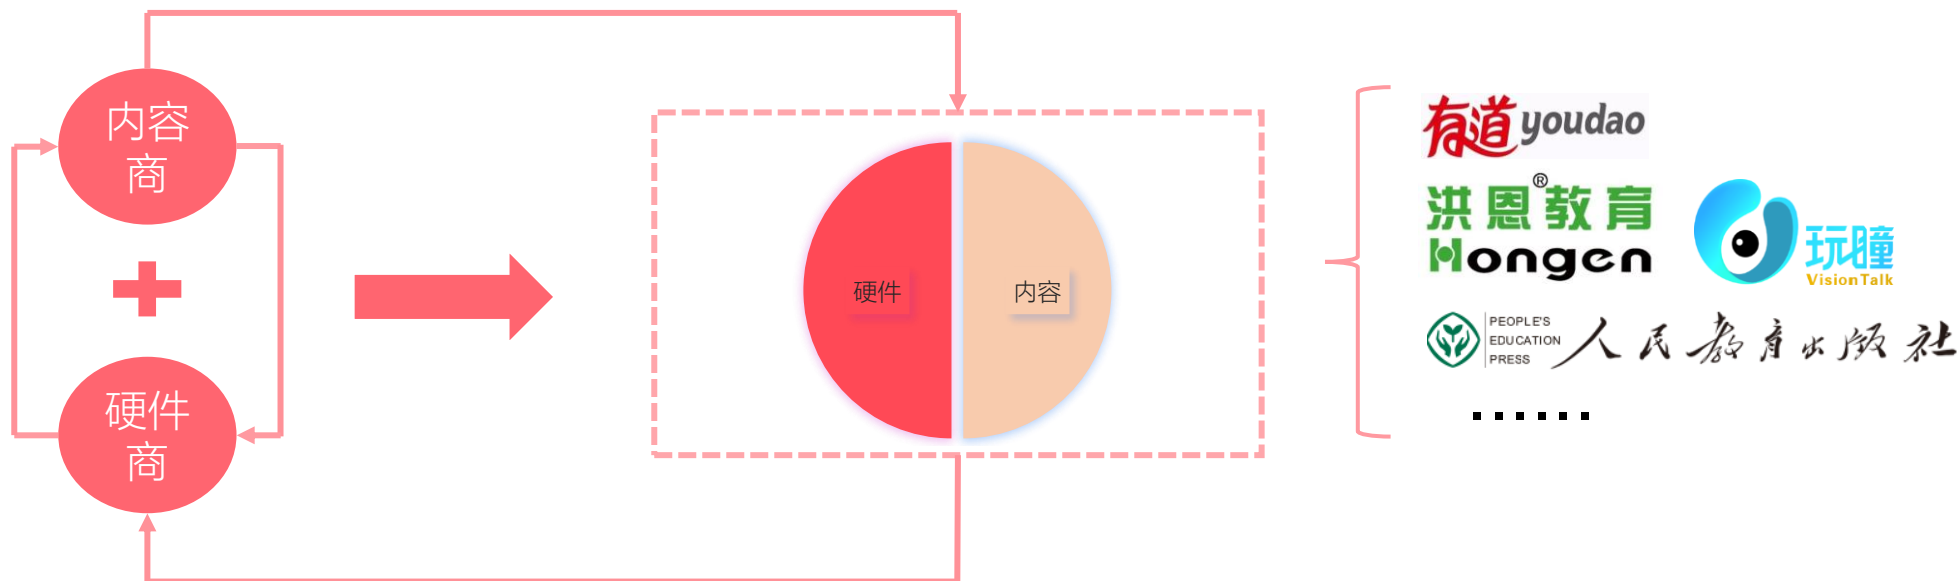 内容
商
硬件
商
硬件
内容
有道 youdao
洪恩®教育
Hongen
玩瞳
VisionTalk
PEOPLE'S
EDUCATION
PRESS
人民教育出版社
······